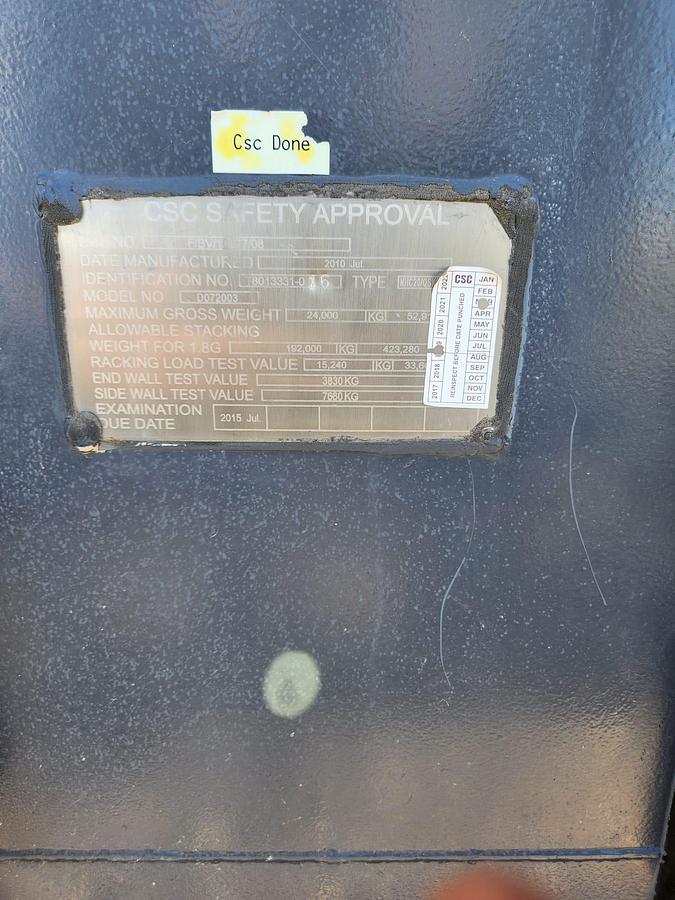 Csc Done
CSC SAFETY APPROVAL
NO.
DATE MANUFACTURED 2010 Jul.
IDENTIFICATION NO. TYPE
MODEL NO D072003
MAXIMUM GROSS WEIGHT 24,000 KG
ALLOWABLE STACKING
WEIGHT FOR 1.8G 192,000 KG 423,280
RACKING LOAD TEST VALUE 15,240 KG
END WALL TEST VALUE 3830 KG
SIDE WALL TEST VALUE 7660 KG
EXAMINATION
DUE DATE 2015 Jul.
2017 2018 2020 2021
REINSPECT BEFORE DATE PUNCHED
CSC JAN
FEB
APR
MAY
JUN
JUL
AUG
SEP
OCT
NOV
DEC